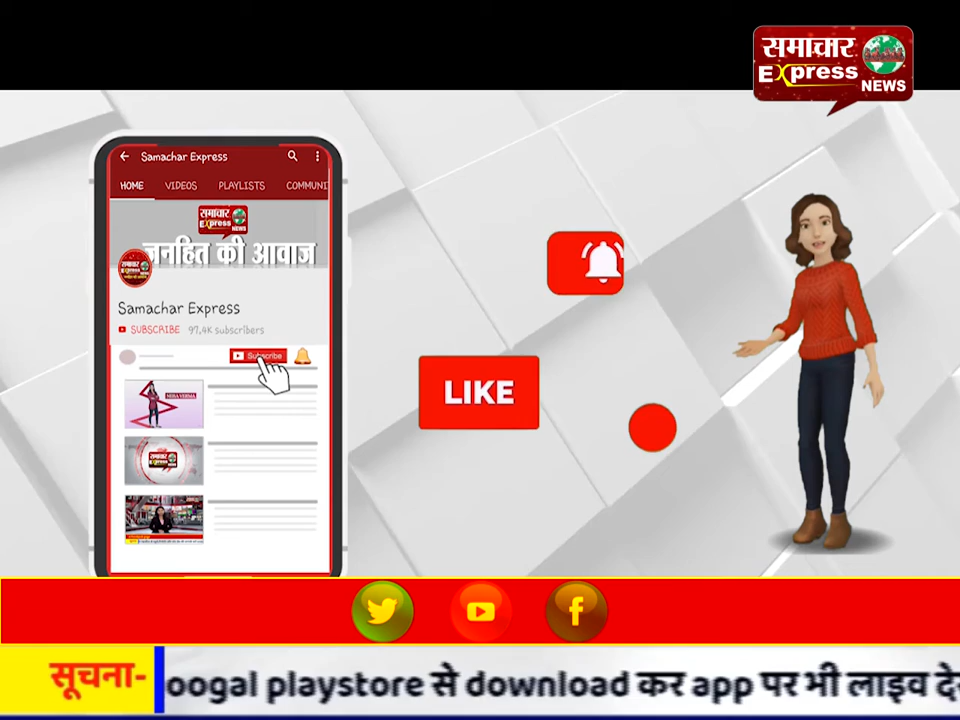 समाचार
Express
NEWS
Samachar Express
HOME VIDEOS PLAYLISTS COMMUNI
समाचार
Express
NEWS
जनहित की आवाज
Samachar Express
SUBSCRIBE 97.4K subscribers
Subscribe
LIKE
सूचना- oogal playstore से download कर app पर भी लाइव दे